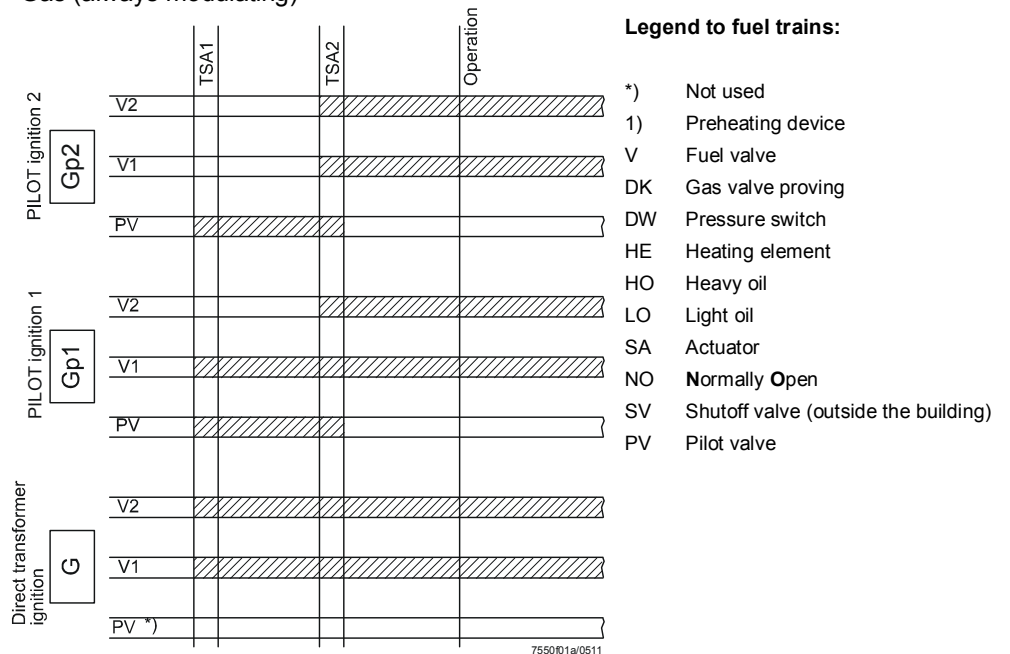 Gas (always modulating)
TSA1
TSA2
Operation
PILOT ignition 2
Gp2
V2
V1
PV
PILOT ignition 1
Gp1
V2
V1
PV
Direct transformer
ignition
G
V2
V1
PV *)
7550f01a/0511
Legend to fuel trains:
*) Not used
1) Preheating device
V Fuel valve
DK Gas valve proving
DW Pressure switch
HE Heating element
HO Heavy oil
LO Light oil
SA Actuator
NO Normally Open
SV Shutoff valve (outside the building)
PV Pilot valve